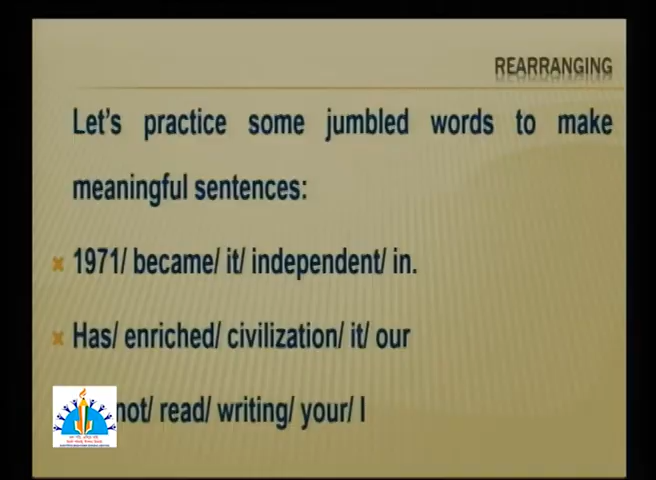 REARRANGING
Let's practice some jumbled words to make
meaningful sentences:
1971/ became/ it/ independent/ in.
Has/ enriched/ civilization/ it/ our
not/ read/ writing/ your/ I